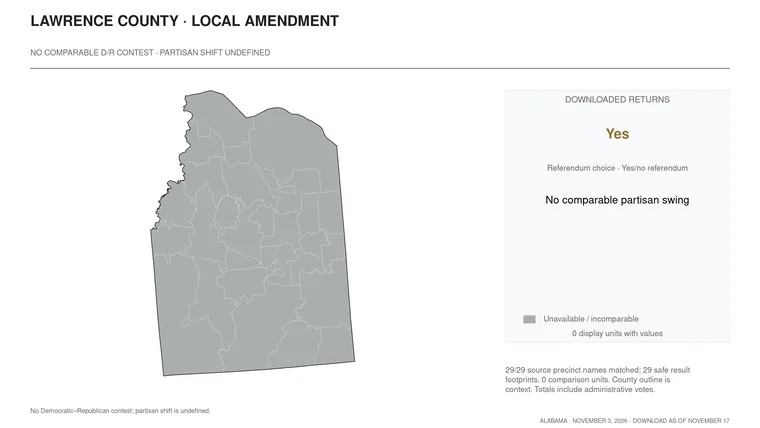 LAWRENCE COUNTY · LOCAL AMENDMENT
NO COMPARABLE D/R CONTEST · PARTISAN SHIFT UNDEFINED
DOWNLOADED RETURNS
Yes
Referendum choice · Yes/no referendum
No comparable partisan swing
Unavailable / incomparable
0 display units with values
29/29 source precinct names matched; 29 safe result
footprints. 0 comparison units. County outline is
context. Totals include administrative votes.
No Democratic–Republican contest; partisan shift is undefined.
ALABAMA · NOVEMBER 3, 2026 · DOWNLOAD AS OF NOVEMBER 17